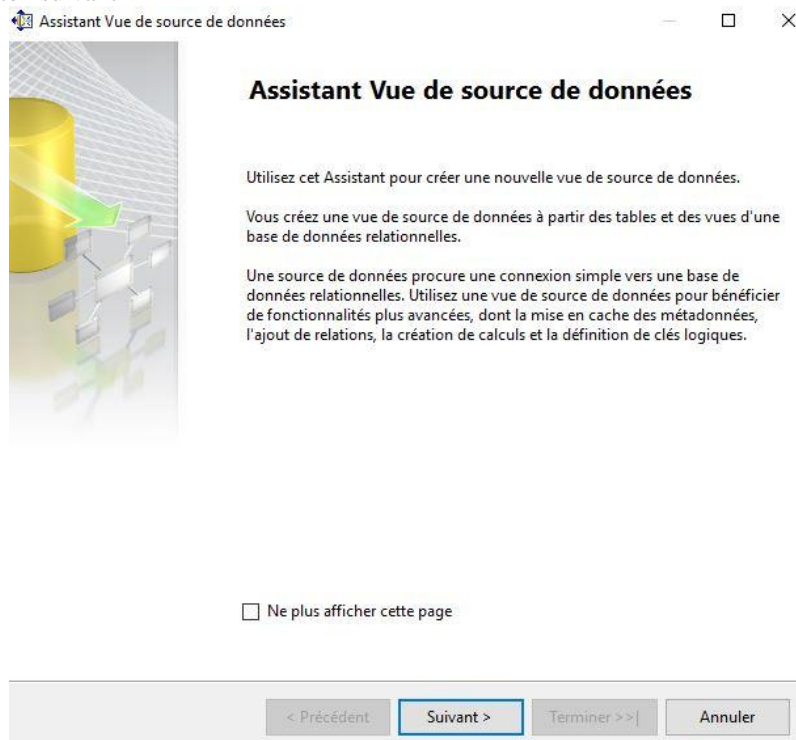 Assistant Vue de source de données
Assistant Vue de source de données
Utilisez cet Assistant pour créer une nouvelle vue de source de données.
Vous créez une vue de source de données à partir des tables et des vues d'une
base de données relationnelles.
Une source de données procure une connexion simple vers une base de
données relationnelles. Utilisez une vue de source de données pour bénéficier
de fonctionnalités plus avancées, dont la mise en cache des métadonnées,
l'ajout de relations, la création de calculs et la définition de clés logiques.
Ne plus afficher cette page
< Précédent Suivant > Terminer >>| Annuler